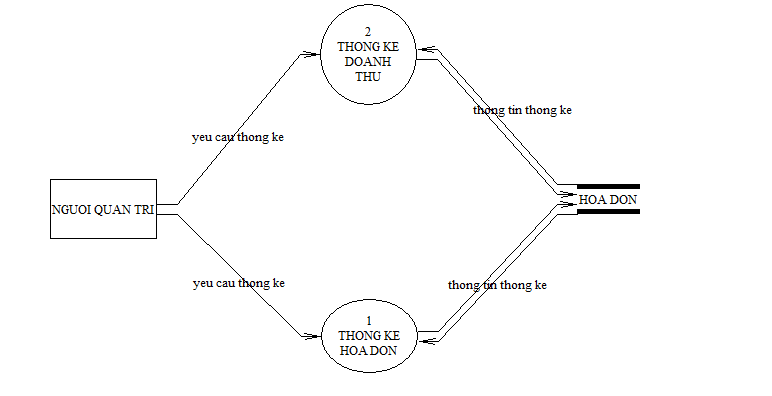 2
THONG KE
DOANH
THU
thong tin thong ke
yeu cau thong ke
NGUOI QUAN TRI
HOA DON
yeu cau thong ke
thong tin thong ke
1
THONG KE
HOA DON